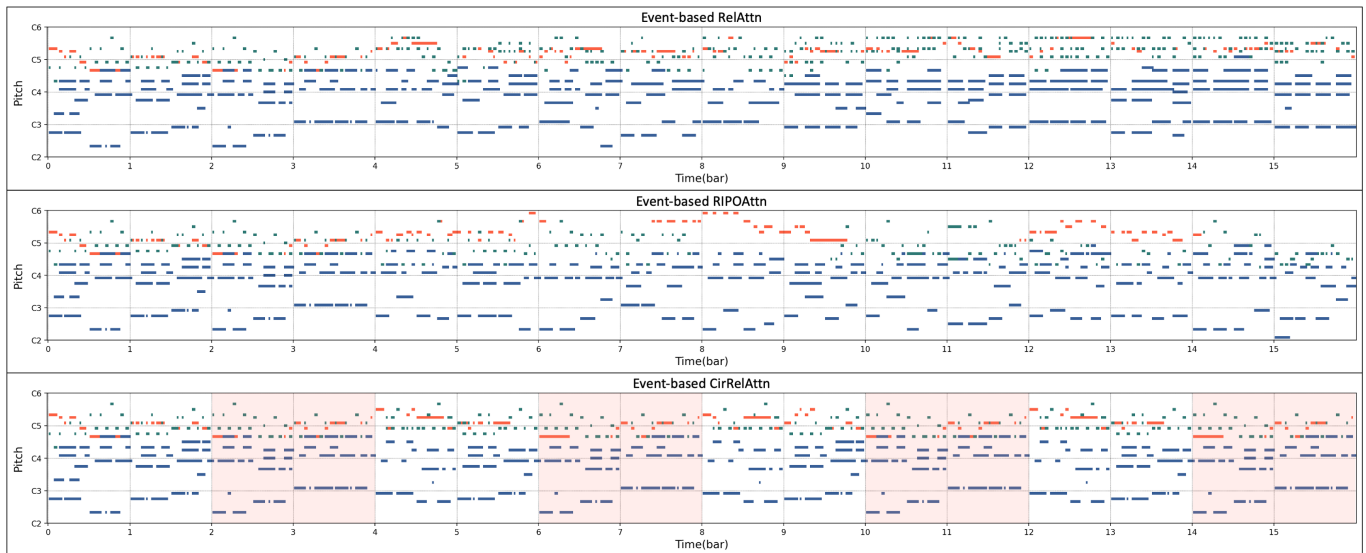 Event-based RelAttn
C6
C5
C4
C3
C2
Pitch
0 1 2 3 4 5 6 7 8 9 10 11 12 13 14 15
Time(bar)
Event-based RIPOAttn
C6
C5
C4
C3
C2
Pitch
0 1 2 3 4 5 6 7 8 9 10 11 12 13 14 15
Time(bar)
Event-based CirRelAttn
C6
C5
C4
C3
C2
Pitch
0 1 2 3 4 5 6 7 8 9 10 11 12 13 14 15
Time(bar)